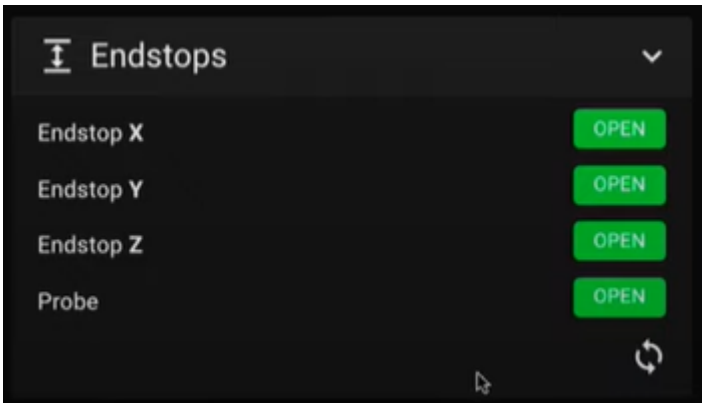 Endstops
Endstop X OPEN
Endstop Y OPEN
Endstop Z OPEN
Probe OPEN